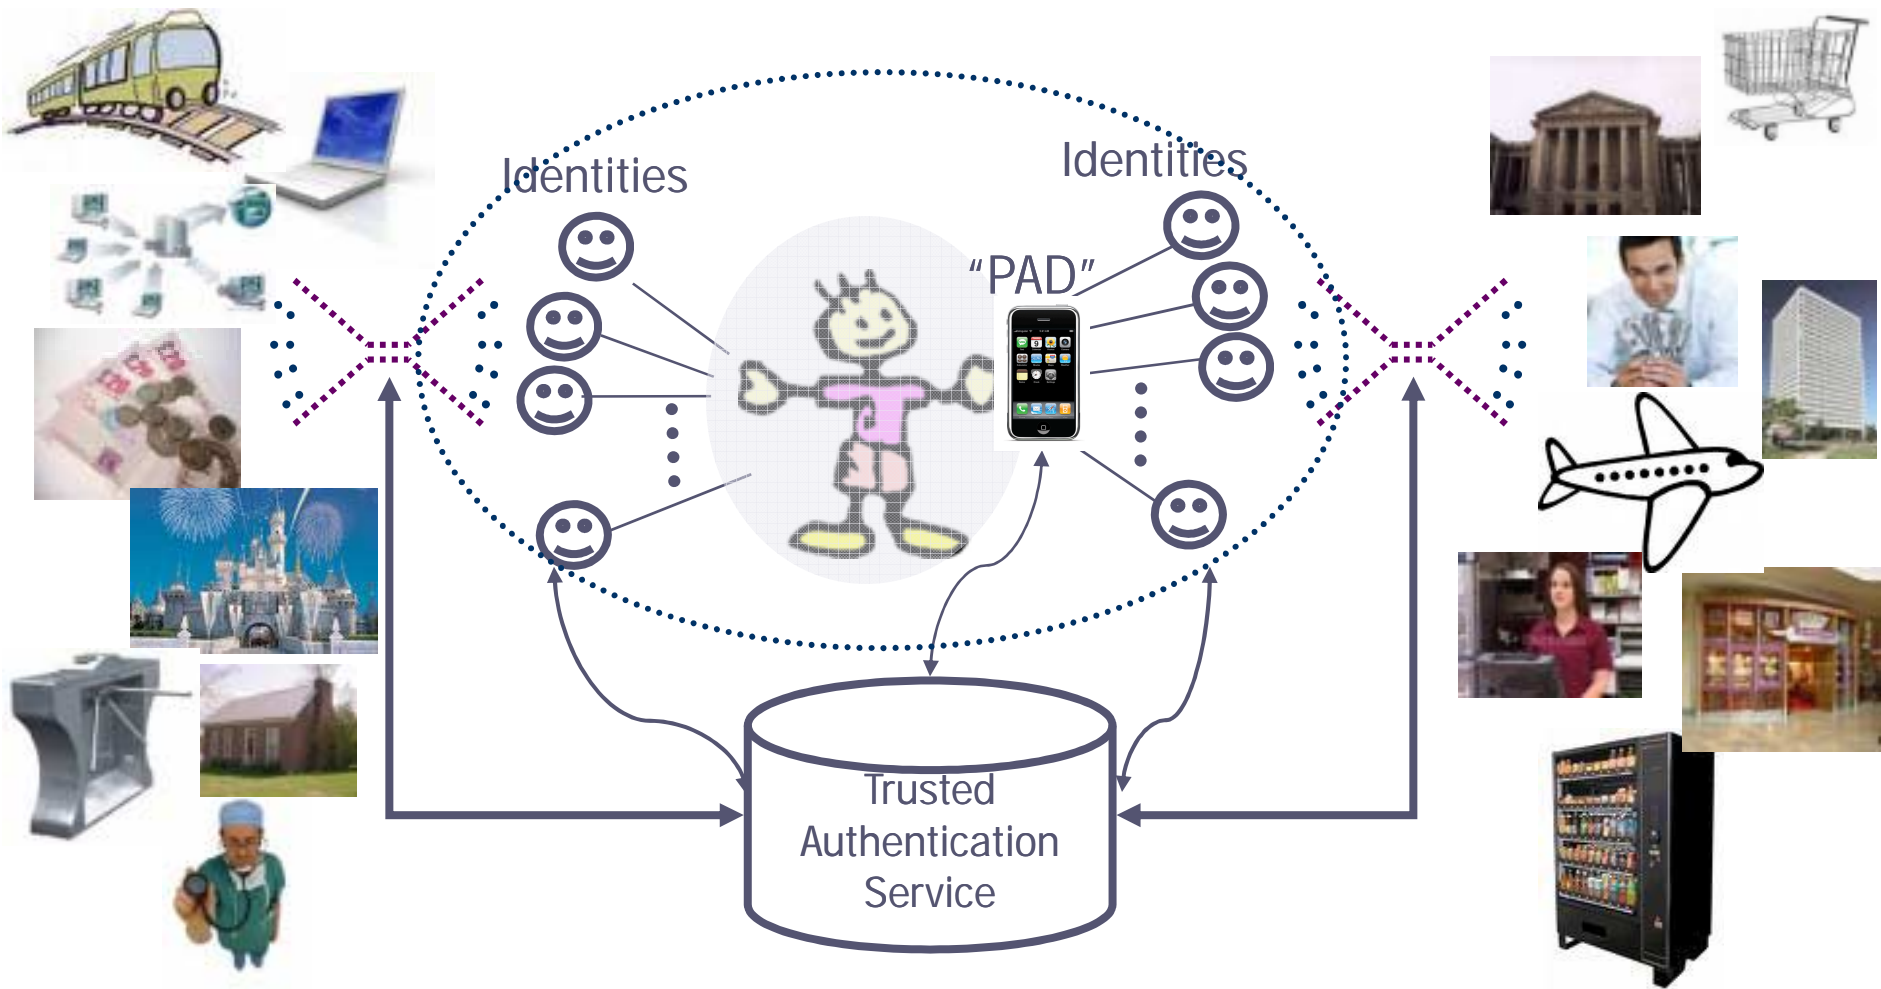 Identities
Identities
“PAD”
Trusted
Authentication
Service